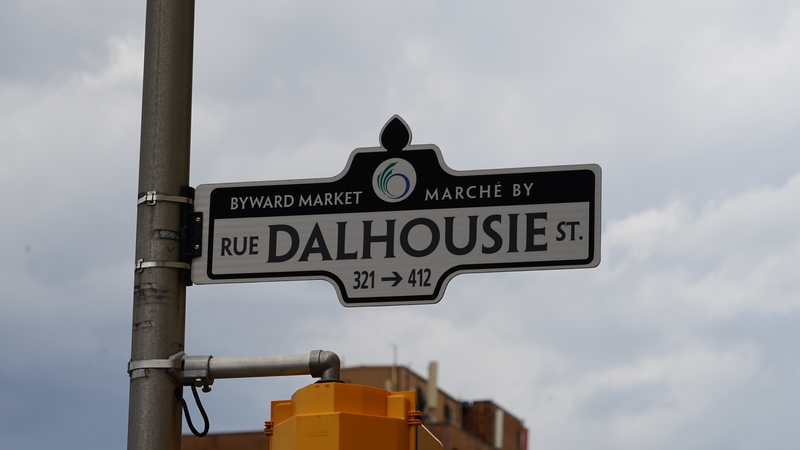 BYWARD MARKET MARCHÉ BY
RUE DALHOUSIE ST.
321 → 412